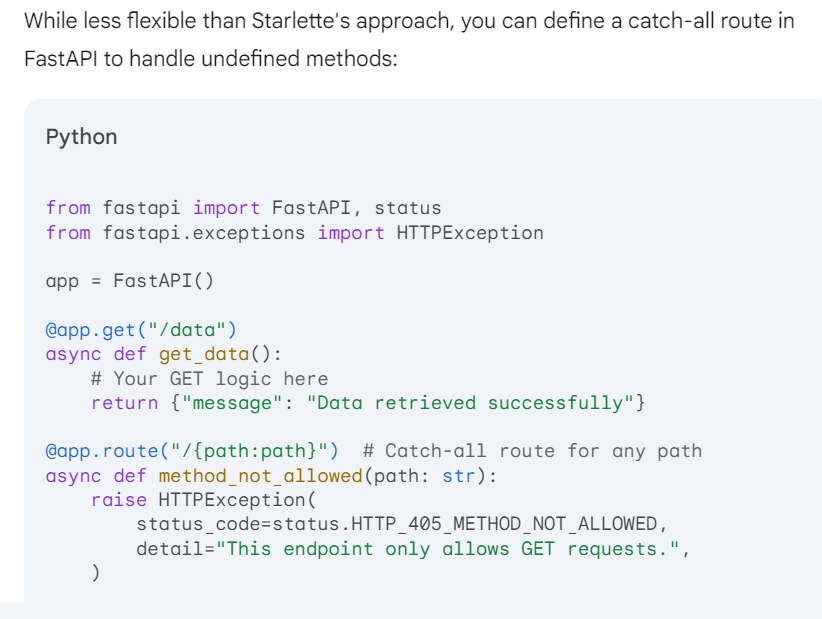 While less flexible than Starlette's approach, you can define a catch-all route in
FastAPI to handle undefined methods:
Python
from fastapi import FastAPI, status
from fastapi.exceptions import HTTPException
app = FastAPI()
@app.get("/data")
async def get_data():
    # Your GET logic here
    return {"message": "Data retrieved successfully"}
@app.route("/{path:path}")  # Catch-all route for any path
async def method_not_allowed(path: str):
    raise HTTPException(
        status_code=status.HTTP_405_METHOD_NOT_ALLOWED,
        detail="This endpoint only allows GET requests.",
    )